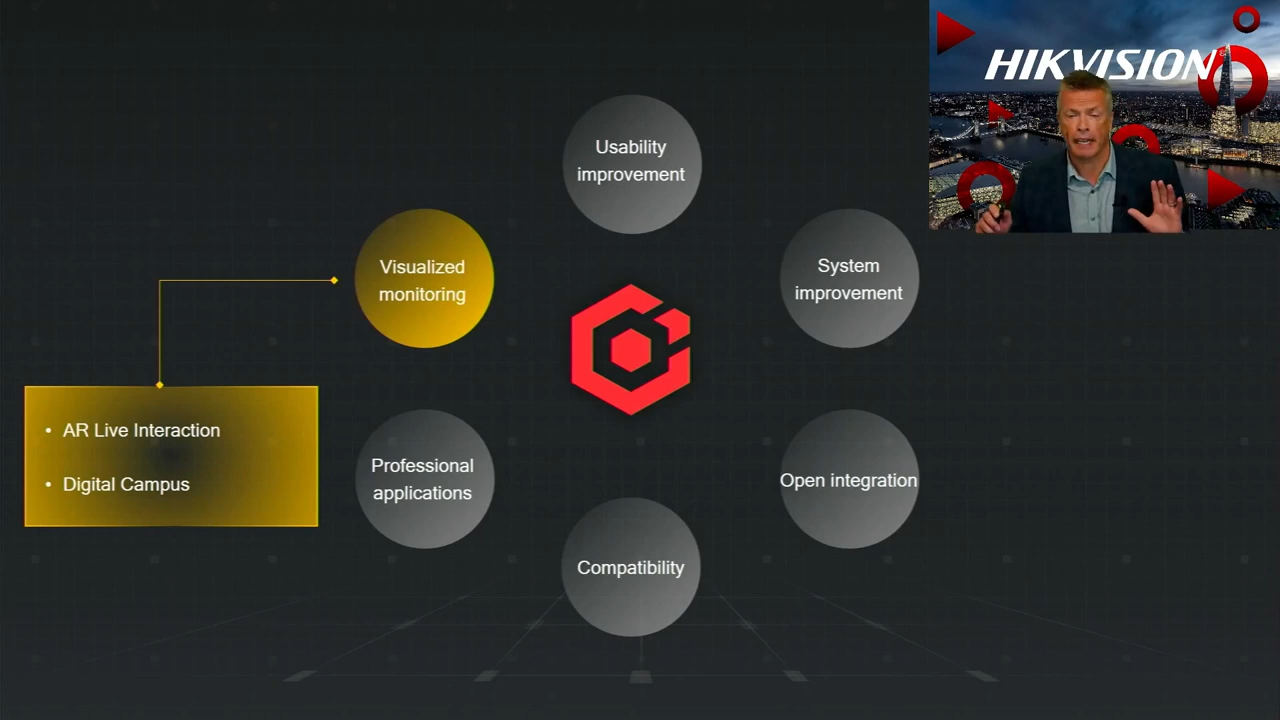 HIKVISION
Usability
improvement
Visualized
monitoring
System
improvement
• AR Live Interaction
• Digital Campus
Professional
applications
Open integration
Compatibility